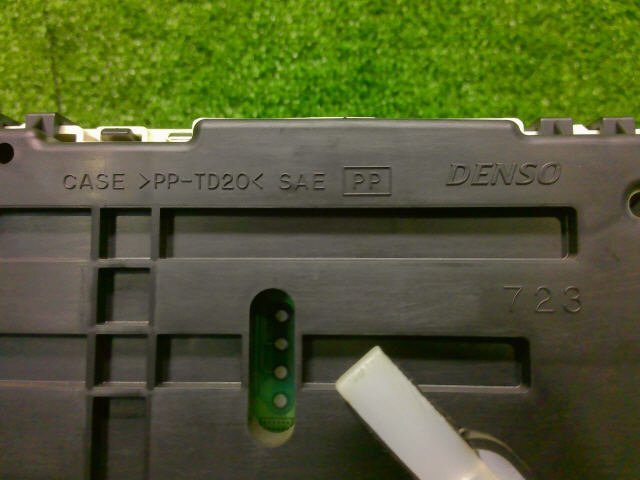 CASE >PP-TD20< SAE PP DENSO
723